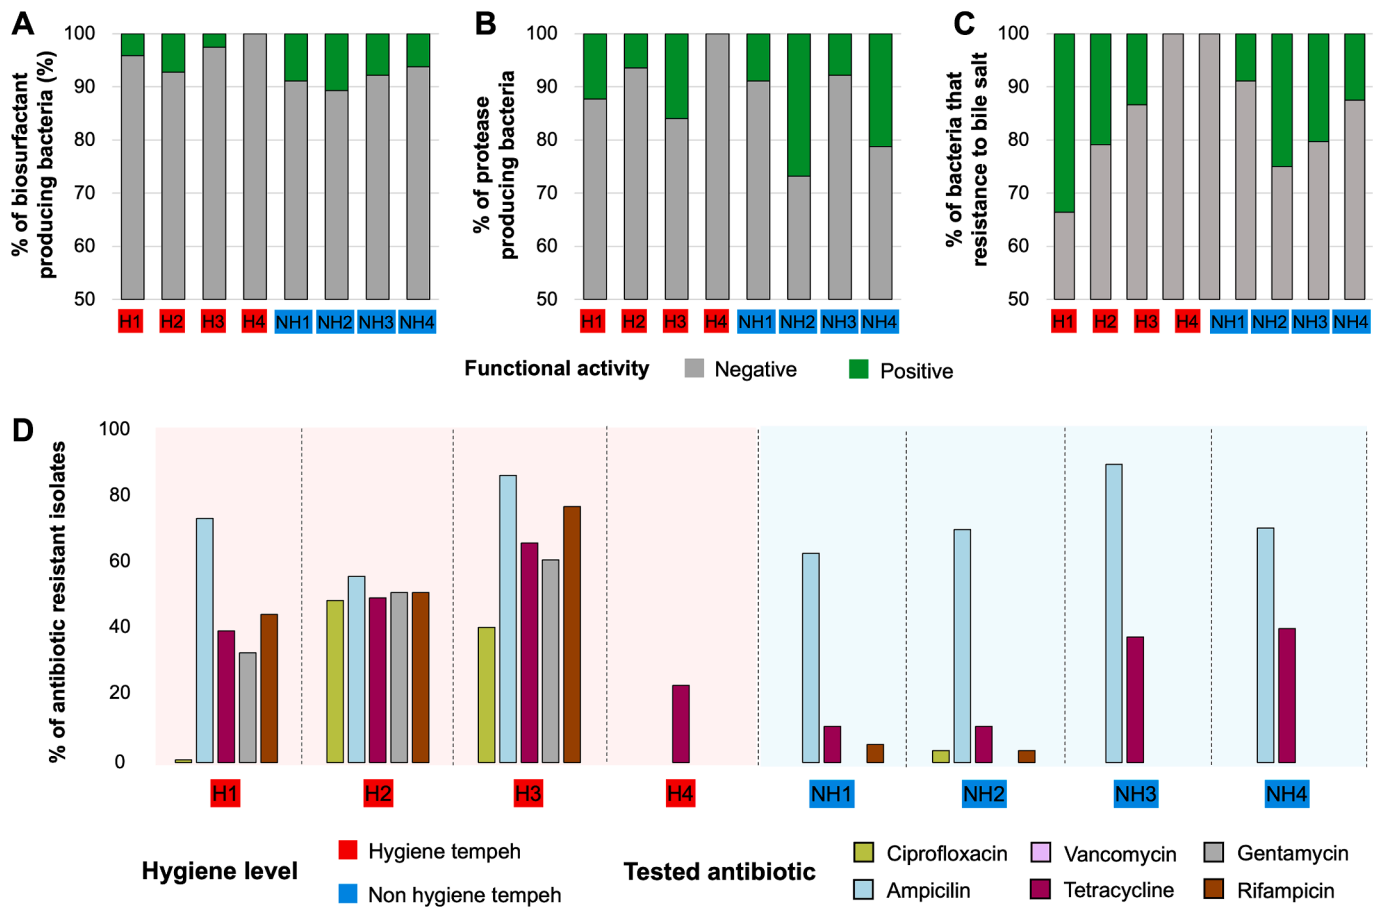 A
% of biosurfactant
producing bacteria (%)
100
90
80
70
60
50
H1 H2 H3 H4 NH1 NH2 NH3 NH4
B
% of protease
producing bacteria
100
90
80
70
60
50
H1 H2 H3 H4 NH1 NH2 NH3 NH4
C
% of bacteria that
resistance to bile salt
100
90
80
70
60
50
H1 H2 H3 H4 NH1 NH2 NH3 NH4
Functional activity Negative Positive
D
% of antibiotic resistant isolates
100
80
60
40
20
0
H1 H2 H3 H4 NH1 NH2 NH3 NH4
Hygiene level
Hygiene tempeh
Non hygiene tempeh
Tested antibiotic
Ciprofloxacin Vancomycin Gentamycin
Ampicilin Tetracycline Rifampicin